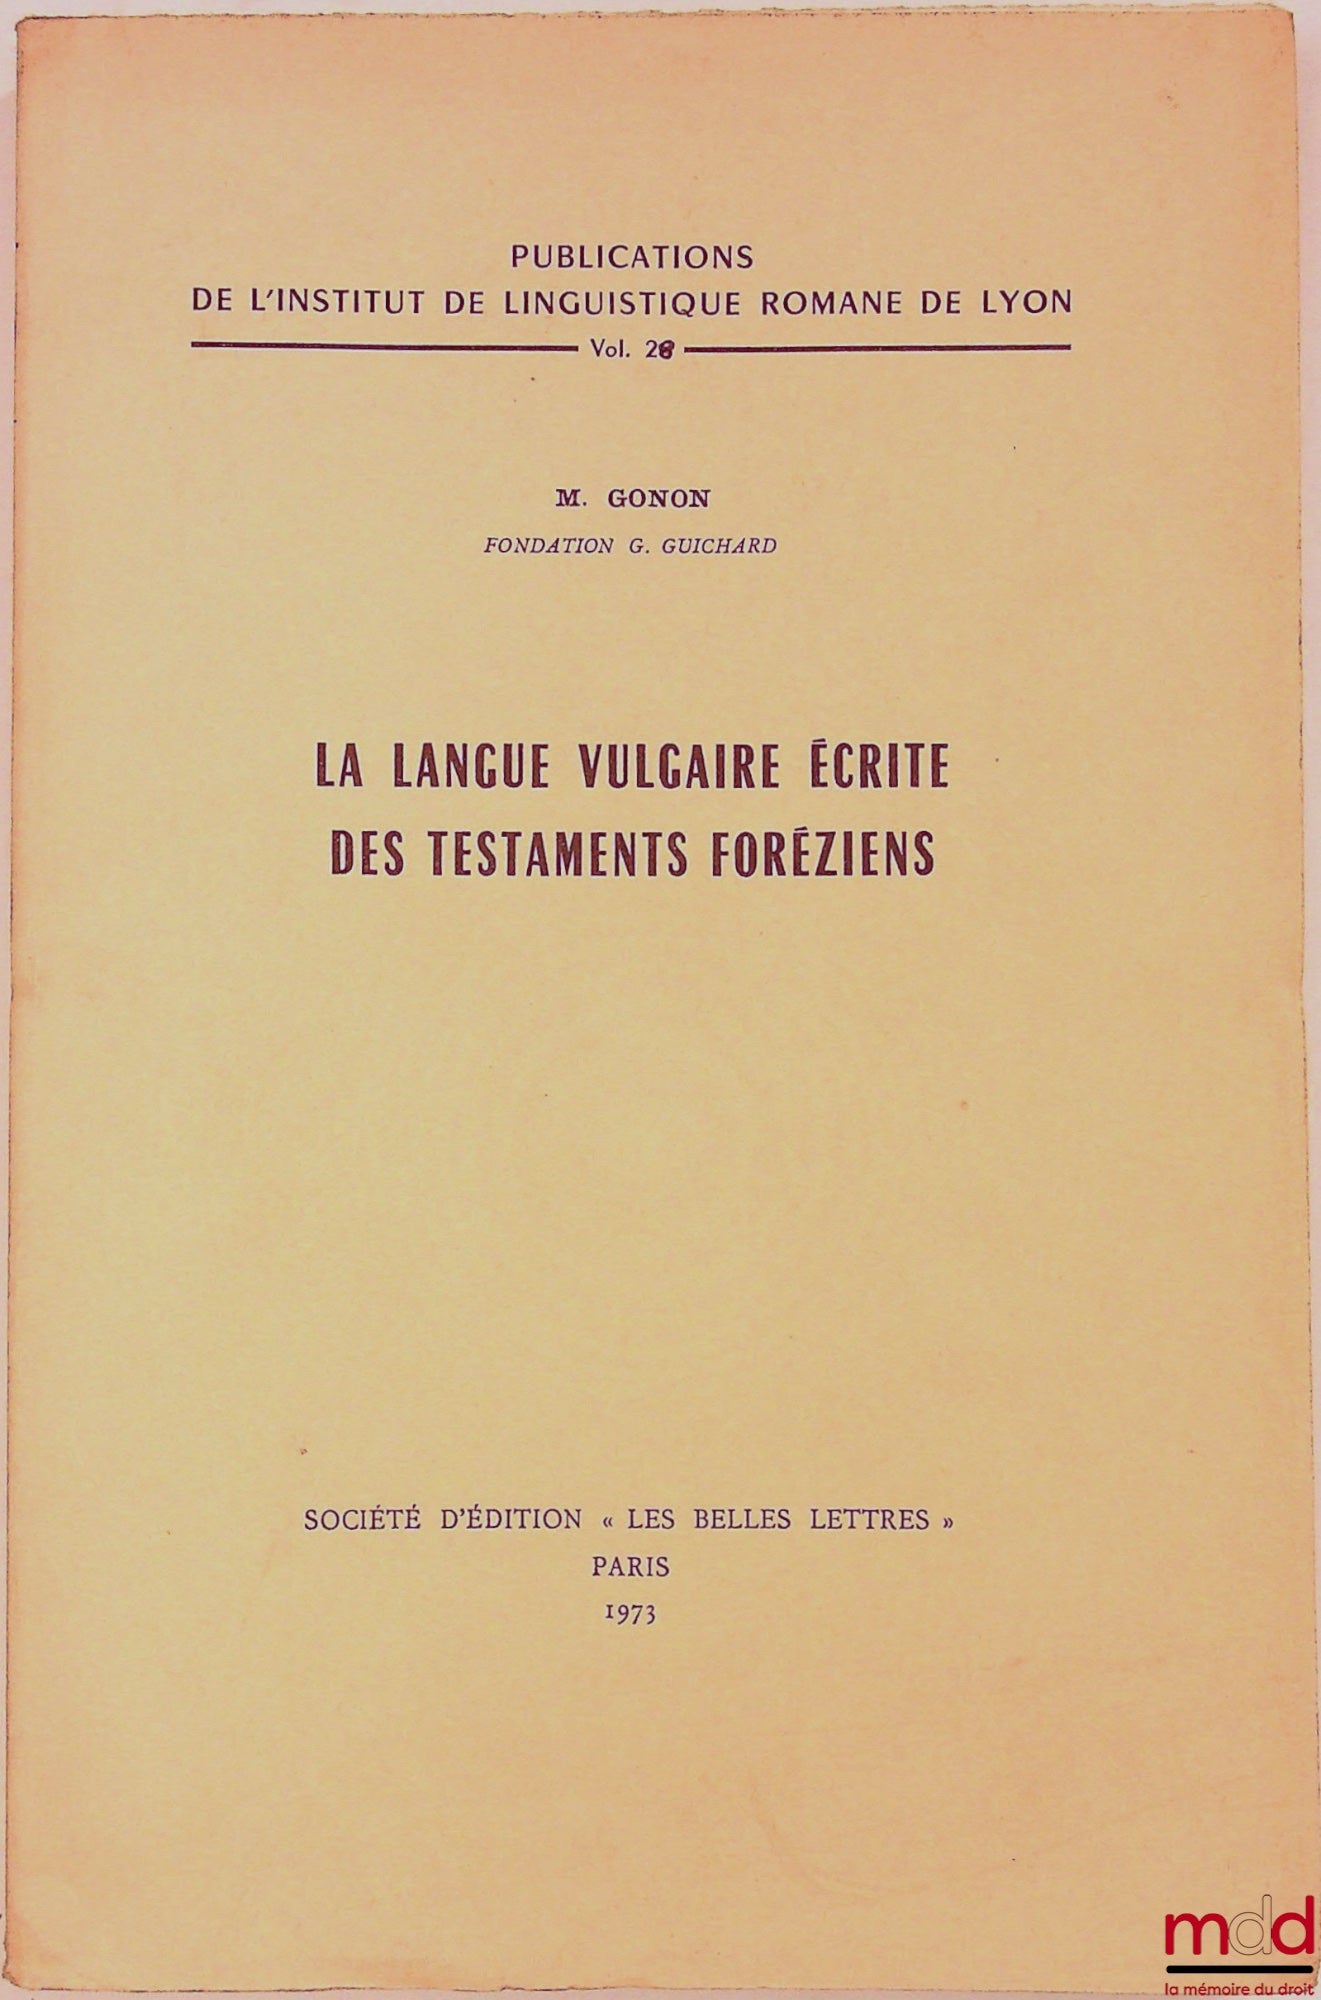 PUBLICATIONS
DE L'INSTITUT DE LINGUISTIQUE ROMANE DE LYON
Vol.
M. GONON
FONDATION G. GUICHARD
LA LANGUE VULGAIRE ÉCRITE
DES TESTAMENTS FORÉZIENS
SOCIÉTÉ D'ÉDITION « LES BELLES LETTRES »
PARIS
1973
mdd
la mémoire du droit